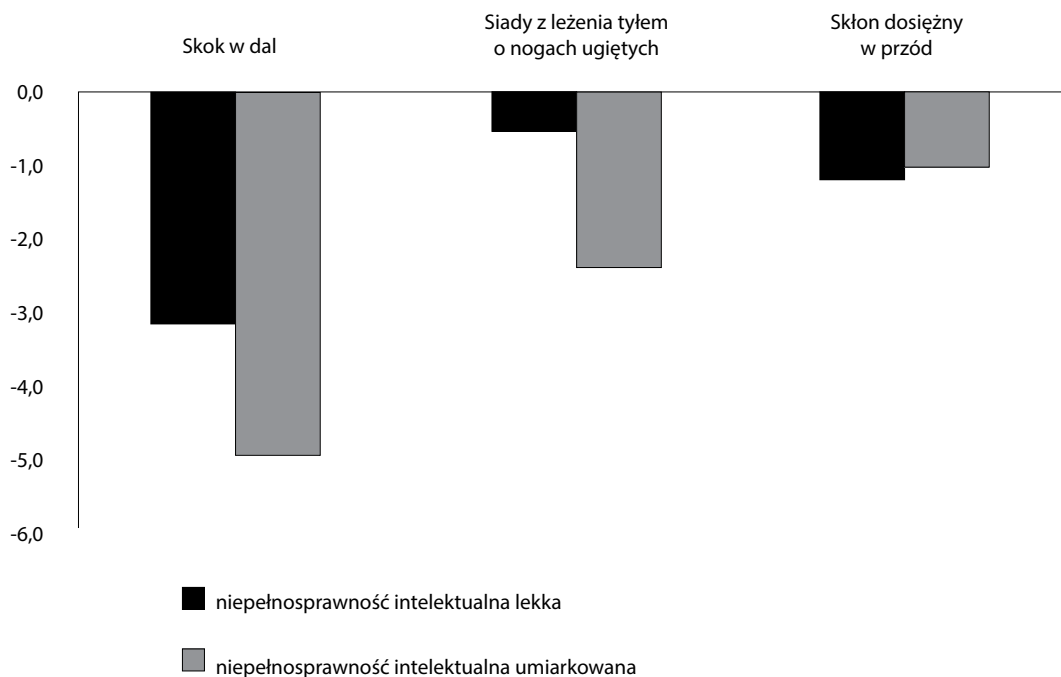 Skok w dal
Siady z leżenia tyłem
o nogach ugiętych
Skłon dosiężny
w przód
0,0
-1,0
-2,0
-3,0
-4,0
-5,0
-6,0
niepełnosprawność intelektualna lekka
niepełnosprawność intelektualna umiarkowana